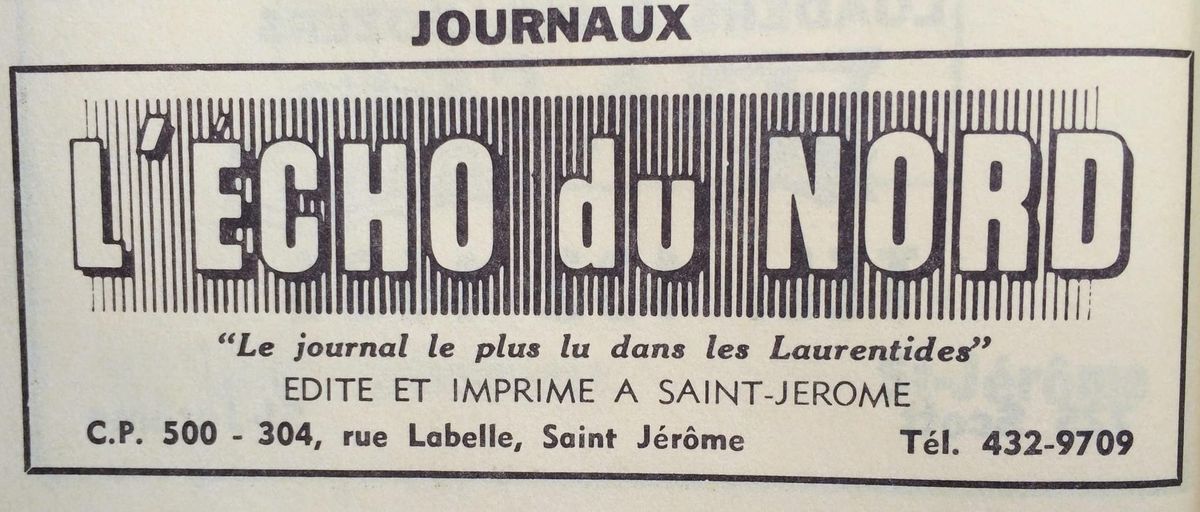 JOURNAUX
L'ÉCHO du NORD
“Le journal le plus lu dans les Laurentides”
EDITE ET IMPRIME A SAINT-JEROME
C.P. 500 - 304, rue Labelle, Saint Jérôme Tél. 432-9709